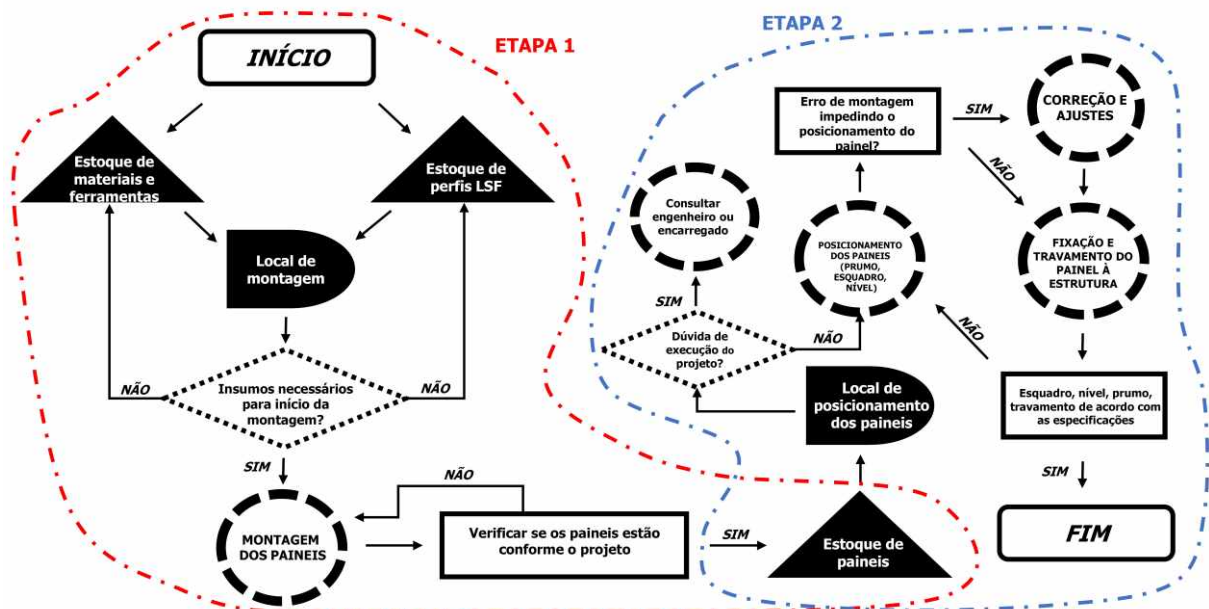 ETAPA 1
INÍCIO
Estoque de
materiais e
ferramentas
Estoque de
perfis LSF
Local de
montagem
NÃO
Insumos necessários
para início da
montagem?
NÃO
SIM
MONTAGEM
DOS PAINEIS
NÃO
Verificar se os paineis estão
conforme o projeto
SIM
Estoque de
paineis
ETAPA 2
Local de
posicionamento
dos paineis
Dúvida de
execução do
projeto?
SIM
Consultar
engenheiro ou
encarregado
NÃO
POSICIONAMENTO
DOS PAINEIS
(PRUMO,
ESQUADRO,
NÍVEL)
Erro de montagem
impedindo o
posicionamento do
painel?
SIM
CORREÇÃO E
AJUSTES
NÃO
FIXAÇÃO E
TRAVAMENTO DO
PAINEL À
ESTRUTURA
NÃO
Esquadro, nível, prumo,
travamento de acordo com
as especificações
SIM
FIM